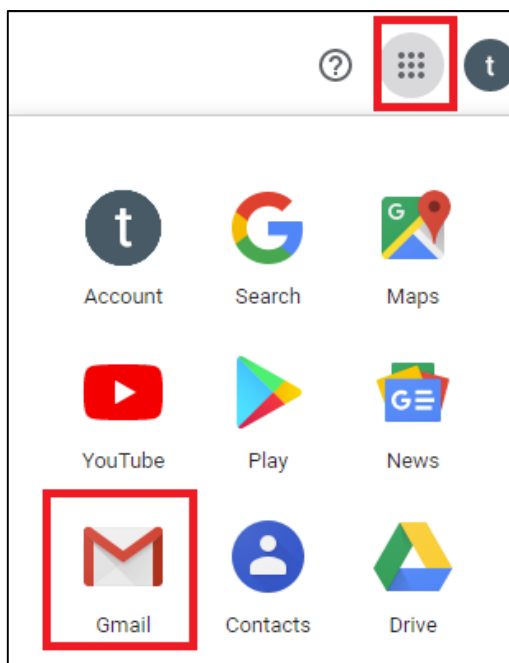 ? t
t G
Account Search Maps
G
YouTube Play News
Gmail Contacts Drive